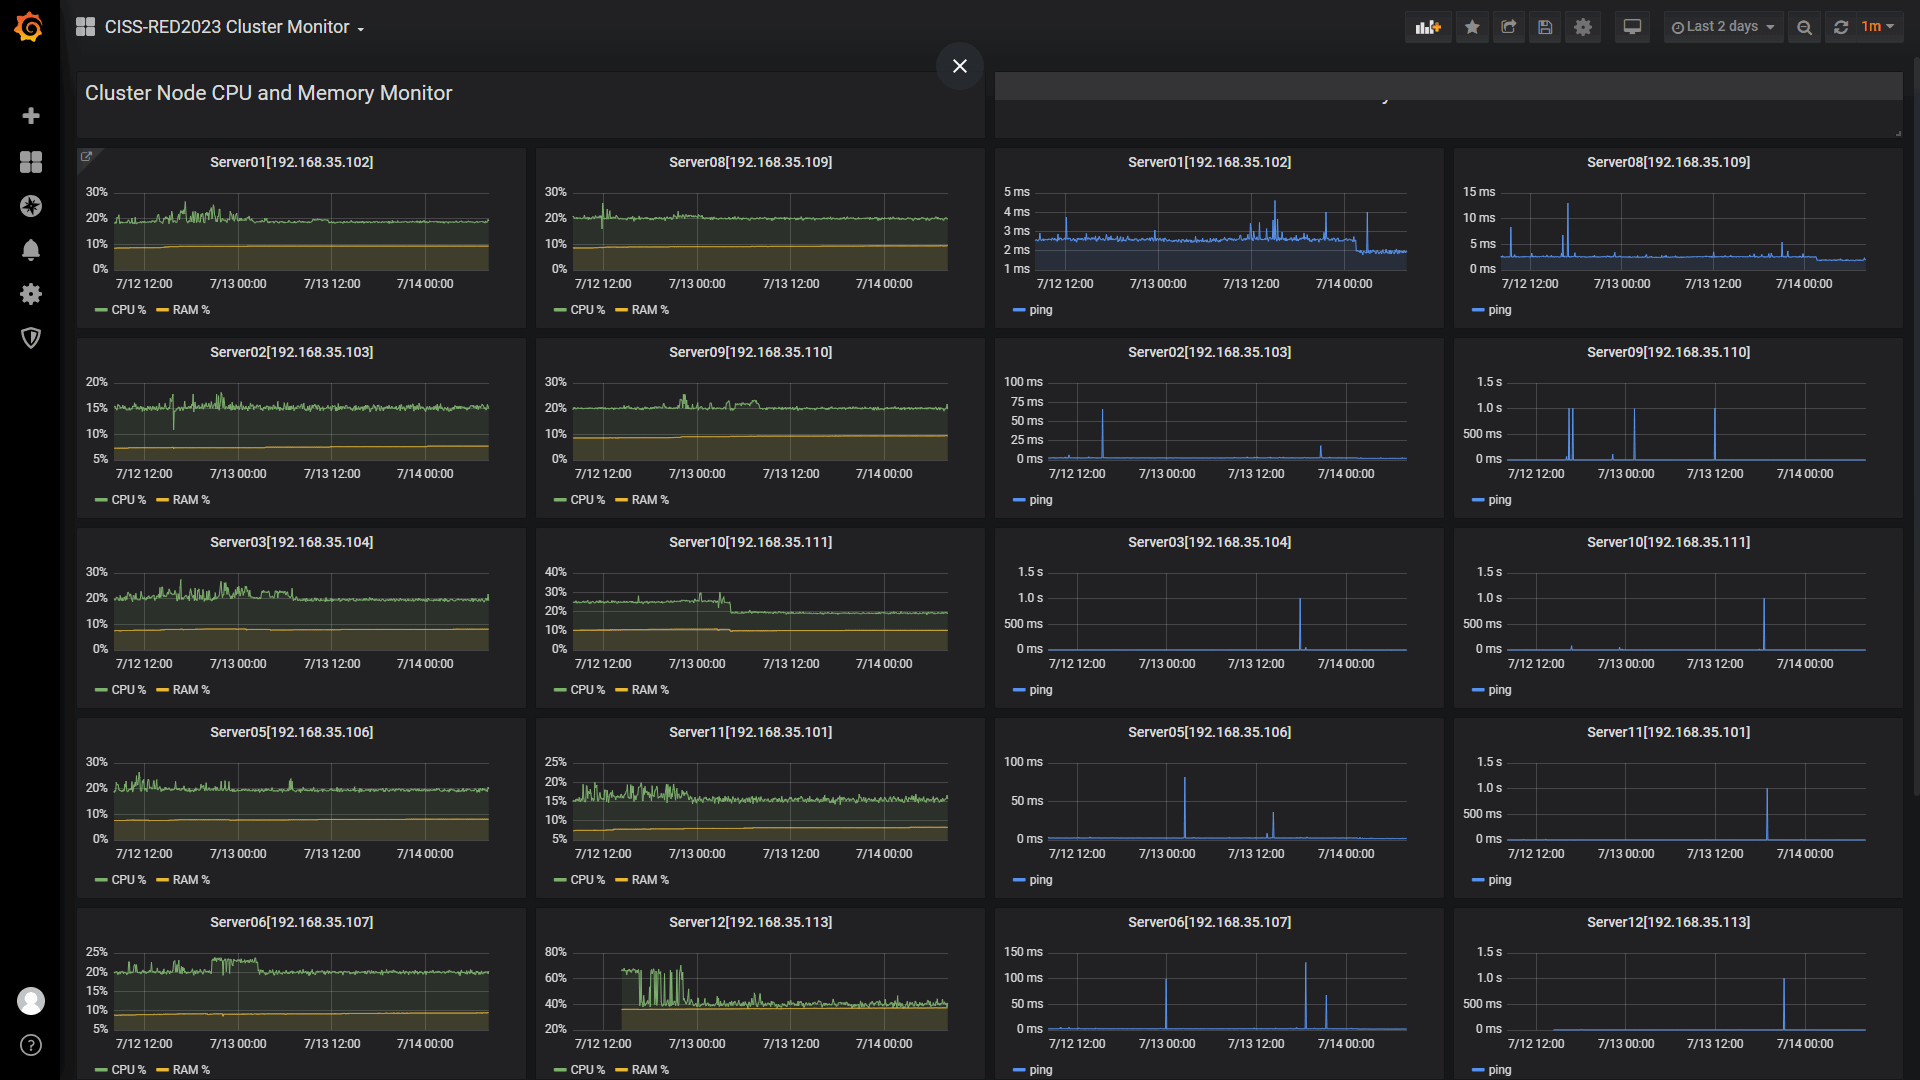 CISS-RED2023 Cluster Monitor
Last 2 days
1m
Cluster Node CPU and Memory Monitor
Server01[192.168.35.102]
30%
20%
10%
0%
7/12 12:00 7/13 00:00 7/13 12:00 7/14 00:00
CPU % RAM %
Server08[192.168.35.109]
30%
20%
10%
0%
7/12 12:00 7/13 00:00 7/13 12:00 7/14 00:00
CPU % RAM %
Server01[192.168.35.102]
5 ms
4 ms
3 ms
2 ms
1 ms
7/12 12:00 7/13 00:00 7/13 12:00 7/14 00:00
ping
Server08[192.168.35.109]
15 ms
10 ms
5 ms
0 ms
7/12 12:00 7/13 00:00 7/13 12:00 7/14 00:00
ping
Server02[192.168.35.103]
20%
15%
10%
5%
7/12 12:00 7/13 00:00 7/13 12:00 7/14 00:00
CPU % RAM %
Server09[192.168.35.110]
30%
20%
10%
0%
7/12 12:00 7/13 00:00 7/13 12:00 7/14 00:00
CPU % RAM %
Server02[192.168.35.103]
100 ms
75 ms
50 ms
25 ms
0 ms
7/12 12:00 7/13 00:00 7/13 12:00 7/14 00:00
ping
Server09[192.168.35.110]
1.5 s
1.0 s
500 ms
0 ms
7/12 12:00 7/13 00:00 7/13 12:00 7/14 00:00
ping
Server03[192.168.35.104]
30%
20%
10%
0%
7/12 12:00 7/13 00:00 7/13 12:00 7/14 00:00
CPU % RAM %
Server10[192.168.35.111]
40%
30%
20%
10%
0%
7/12 12:00 7/13 00:00 7/13 12:00 7/14 00:00
CPU % RAM %
Server03[192.168.35.104]
1.5 s
1.0 s
500 ms
0 ms
7/12 12:00 7/13 00:00 7/13 12:00 7/14 00:00
ping
Server10[192.168.35.111]
1.5 s
1.0 s
500 ms
0 ms
7/12 12:00 7/13 00:00 7/13 12:00 7/14 00:00
ping
Server05[192.168.35.106]
30%
20%
10%
0%
7/12 12:00 7/13 00:00 7/13 12:00 7/14 00:00
CPU % RAM %
Server11[192.168.35.101]
25%
20%
15%
10%
5%
7/12 12:00 7/13 00:00 7/13 12:00 7/14 00:00
CPU % RAM %
Server05[192.168.35.106]
100 ms
50 ms
0 ms
7/12 12:00 7/13 00:00 7/13 12:00 7/14 00:00
ping
Server11[192.168.35.101]
1.5 s
1.0 s
500 ms
0 ms
7/12 12:00 7/13 00:00 7/13 12:00 7/14 00:00
ping
Server06[192.168.35.107]
25%
20%
15%
10%
5%
7/12 12:00 7/13 00:00 7/13 12:00 7/14 00:00
CPU % RAM %
Server12[192.168.35.113]
80%
60%
40%
20%
7/12 12:00 7/13 00:00 7/13 12:00 7/14 00:00
CPU % RAM %
Server06[192.168.35.107]
150 ms
100 ms
50 ms
0 ms
7/12 12:00 7/13 00:00 7/13 12:00 7/14 00:00
ping
Server12[192.168.35.113]
1.5 s
1.0 s
500 ms
0 ms
7/12 12:00 7/13 00:00 7/13 12:00 7/14 00:00
ping